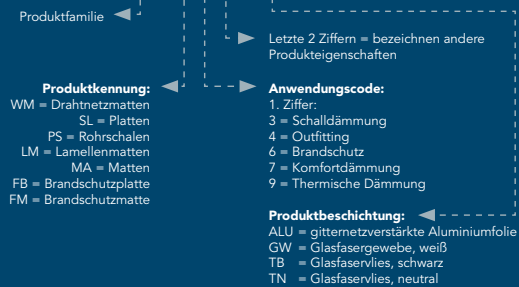 Produktfamilie
Letzte 2 Ziffern = bezeichnen andere
Produkteigenschaften
Produktkennung:
WM = Drahtnetzmatten
SL = Platten
PS = Rohrschalen
LM = Lamellenmatten
MA = Matten
FB = Brandschutzplatte
FM = Brandschutzmatte
Anwendungscode:
1. Ziffer:
3 = Schalldämmung
4 = Outfitting
6 = Brandschutz
7 = Komfortdämmung
9 = Thermische Dämmung
Produktbeschichtung:
ALU = gitternetzverstärkte Aluminiumfolie
GW = Glasfasergewebe, weiß
TB = Glasfaservlies, schwarz
TN = Glasfaservlies, neutral